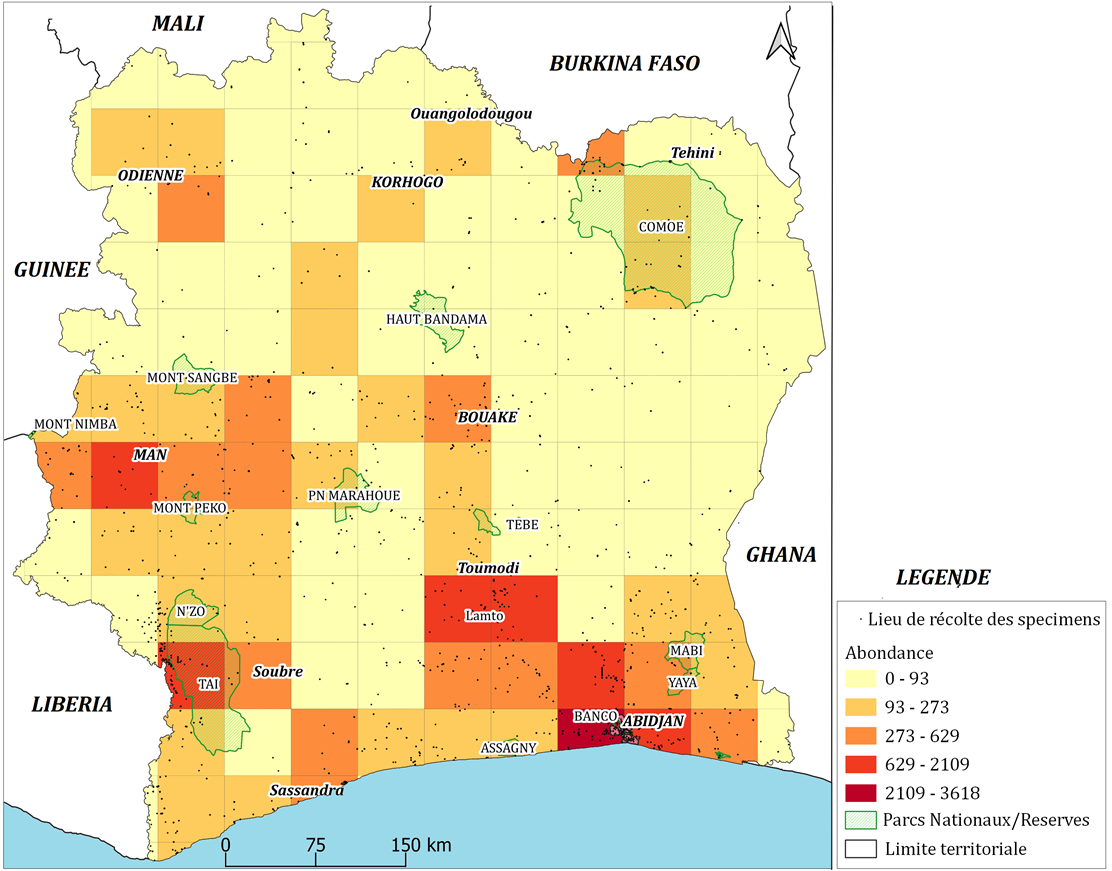 MALI
BURKINA FASO
Ouangolodougou
Tehini
ODIENNE
KORHOGO
COMOE
GUINEE
HAUT BANDAMA
MONT SANGBE
BOUAKE
MONT NIMBA
MAN
PN MARAHOUE
MONT PEKO
TEBE
GHANA
Toumodi
N'ZO
Lamto
MABI
Soubre
TAI
YAYA
LIBERIA
BANCO
ABIDJAN
ASSAGNY
Sassandra
0 75 150 km
LEGENDE
Lieu de récolte des specimens
Abondance
0 - 93
93 - 273
273 - 629
629 - 2109
2109 - 3618
Parcs Nationaux/Reserves
Limite territoriale